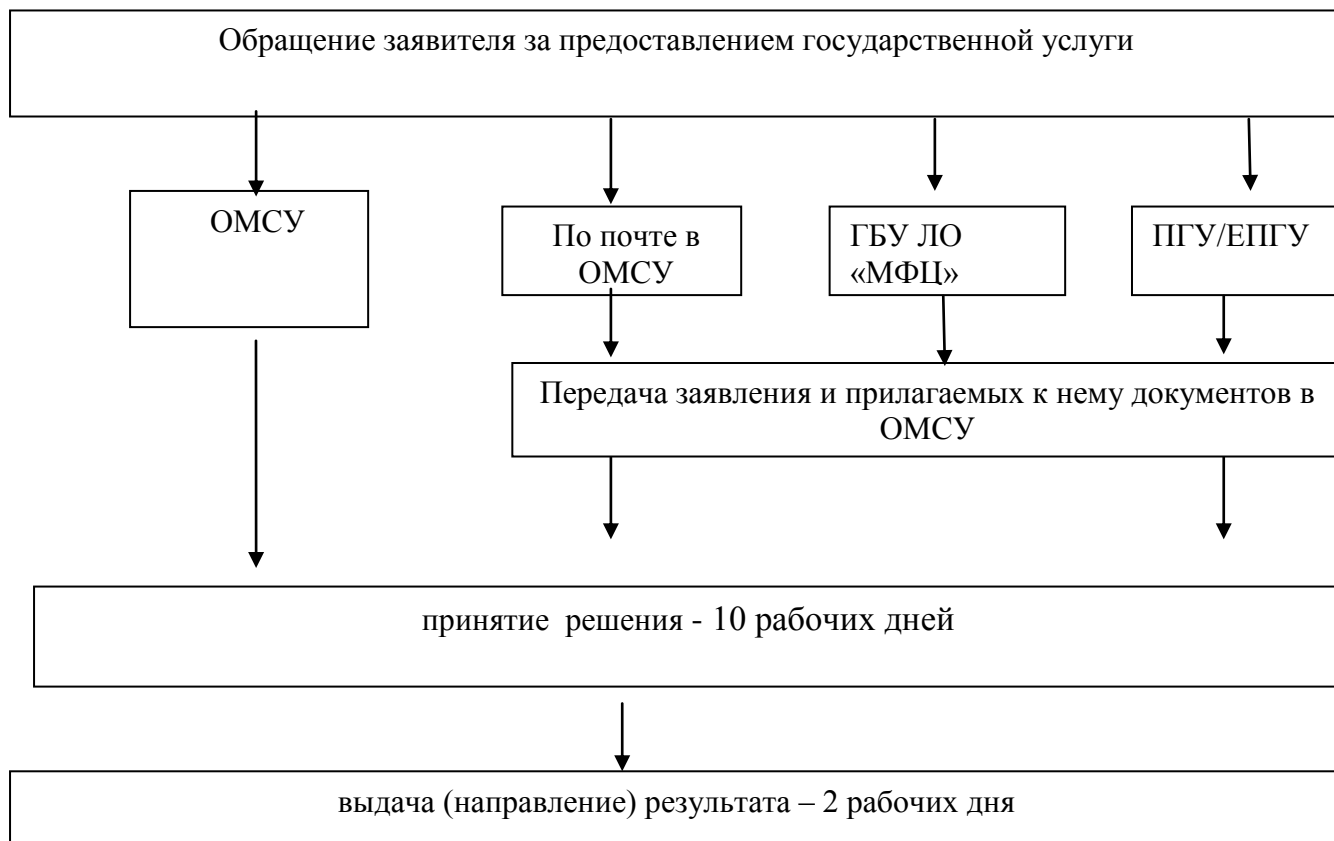 Обращение заявителя за предоставлением государственной услуги
ОМСУ
По почте в
ОМСУ
ГБУ ЛО
«МФЦ»
ПГУ/ЕПГУ
Передача заявления и прилагаемых к нему документов в
ОМСУ
принятие решения - 10 рабочих дней
выдача (направление) результата – 2 рабочих дня